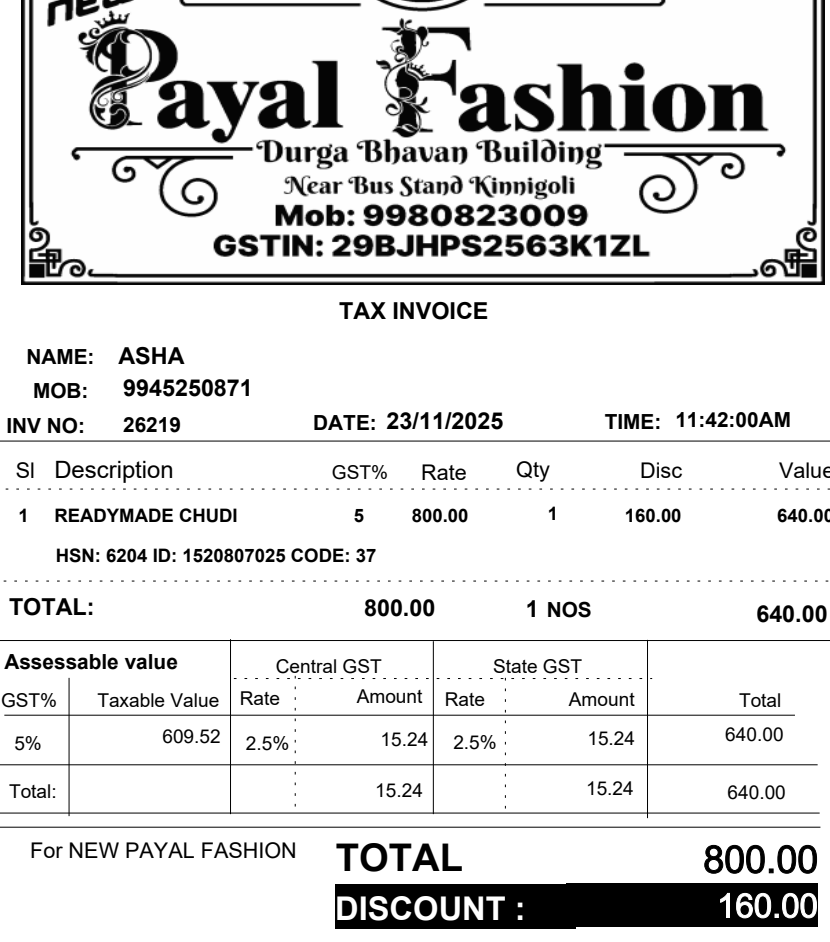 new
Payal Fashion
Durga Bhavan Building
Near Bus Stand Kinnigoli
Mob: 9980823009
GSTIN: 29BJHPS2563K1ZL
TAX INVOICE
NAME: ASHA
MOB: 9945250871
INV NO: 26219 DATE: 23/11/2025 TIME: 11:42:00AM
Sl Description GST% Rate Qty Disc Value
1 READYMADE CHUDI 5 800.00 1 160.00 640.00
HSN: 6204 ID: 1520807025 CODE: 37
TOTAL: 800.00 1 NOS 640.00
Assessable value Central GST State GST
GST% Taxable Value Rate Amount Rate Amount Total
5% 609.52 2.5% 15.24 2.5% 15.24 640.00
Total: 15.24 15.24 640.00
For NEW PAYAL FASHION TOTAL 800.00
DISCOUNT : 160.00